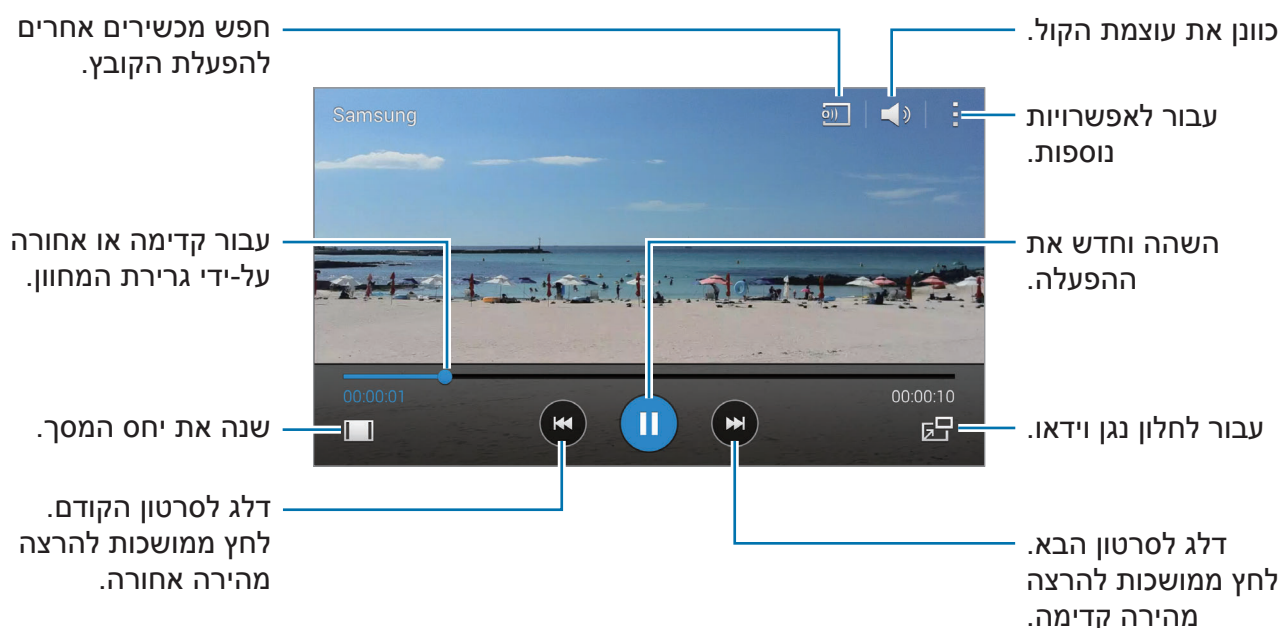 כוונן את עוצמת הקול.
חפש מכשירים אחרים
להפעלת הקובץ.
Samsung
עבור לאפשרויות
נוספות.
השהה וחדש את
ההפעלה.
עבור קדימה או אחורה
על-ידי גרירת המחוון.
00:00:01
00:00:10
עבור לחלון נגן וידאו.
שנה את יחס המסך.
דלג לסרטון הבא.
לחץ ממושכות להרצה
מהירה קדימה.
דלג לסרטון הקודם.
לחץ ממושכות להרצה
מהירה אחורה.